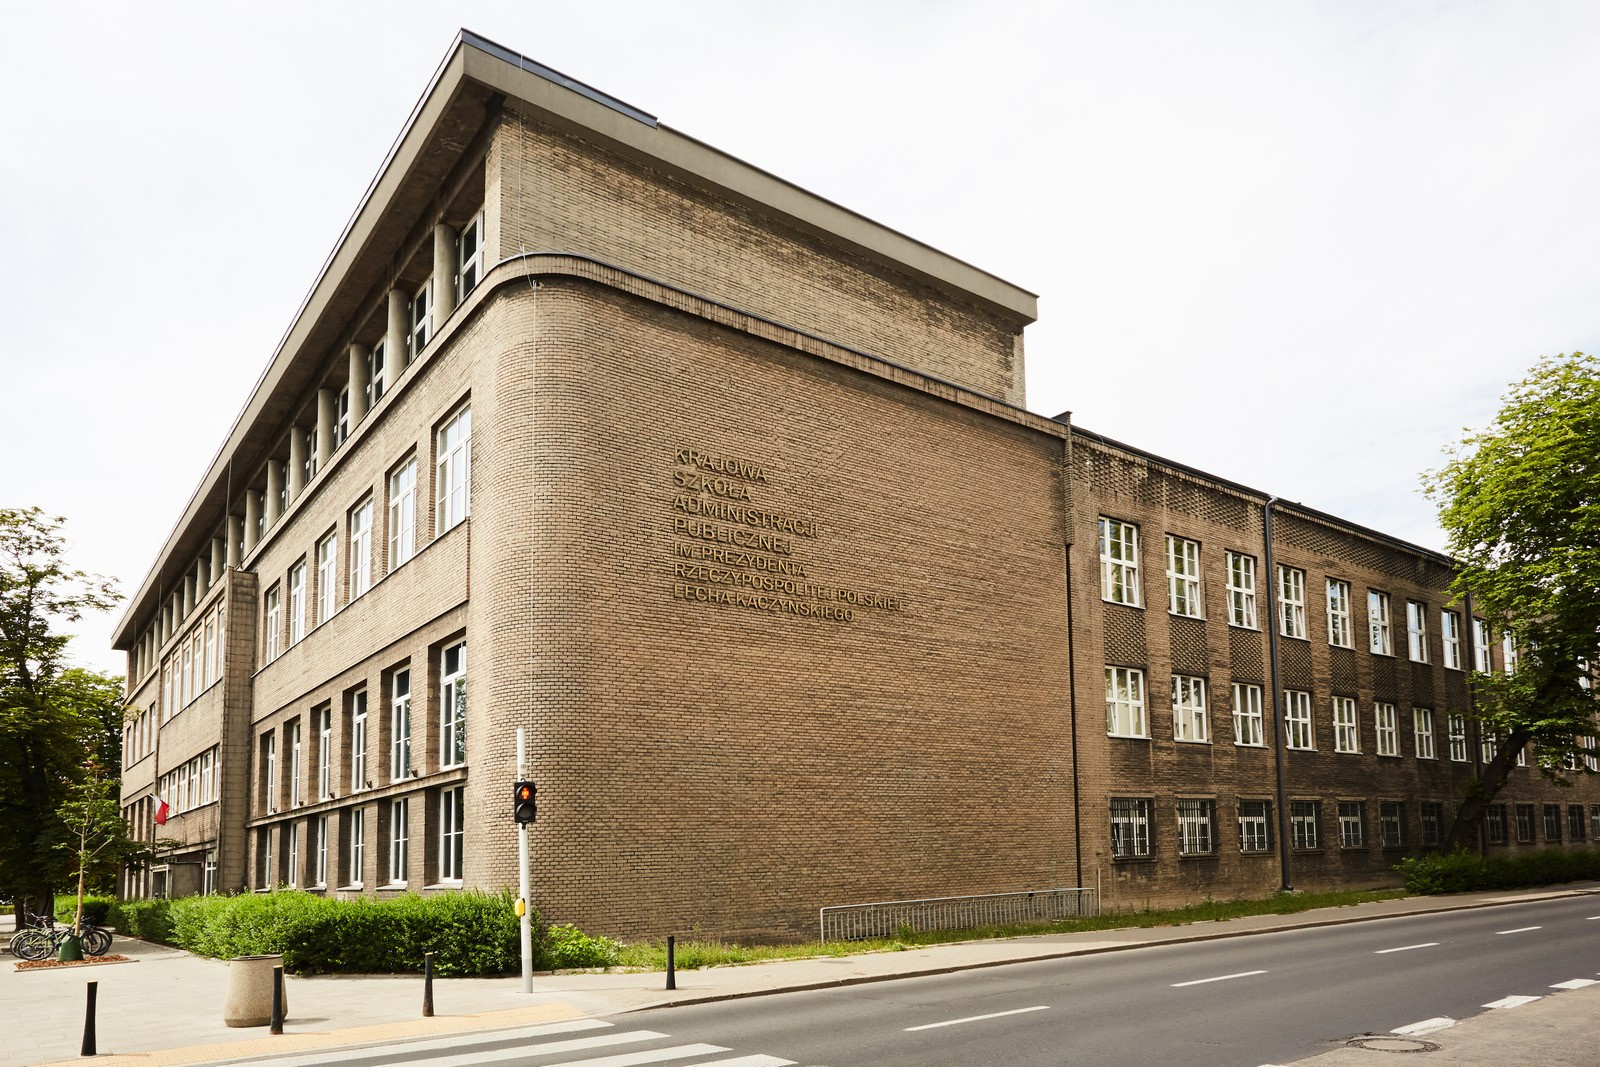 KRAJOWA
SZKOŁA
ADMINISTRACJI
PUBLICZNEJ
IM PREZYDENTA
RZECZYPOSPOLITEJ POLSKIEJ
LECHA KACZYŃSKIEGO